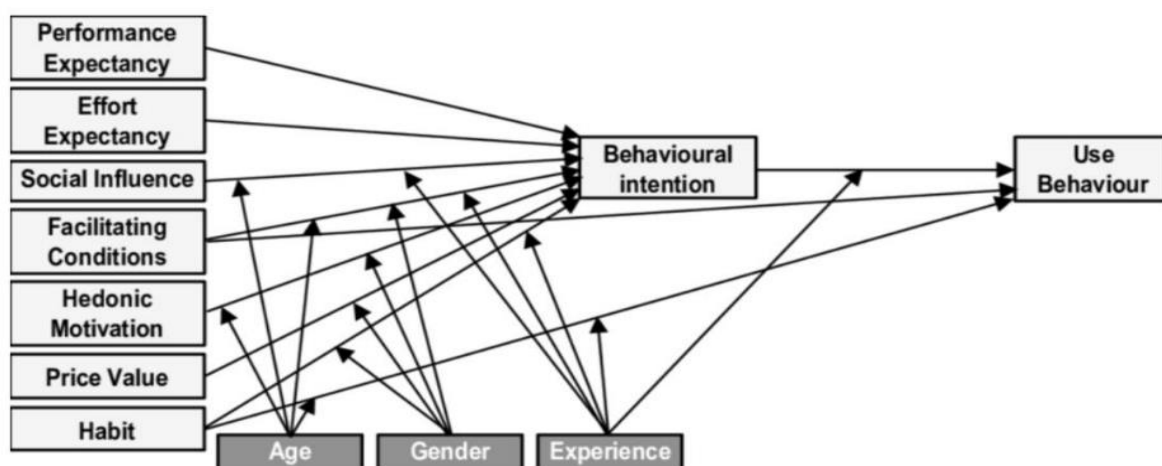 Performance
Expectancy
Effort
Expectancy
Social Influence
Facilitating
Conditions
Hedonic
Motivation
Price Value
Habit
Behavioural
intention
Use
Behaviour
Age
Gender
Experience